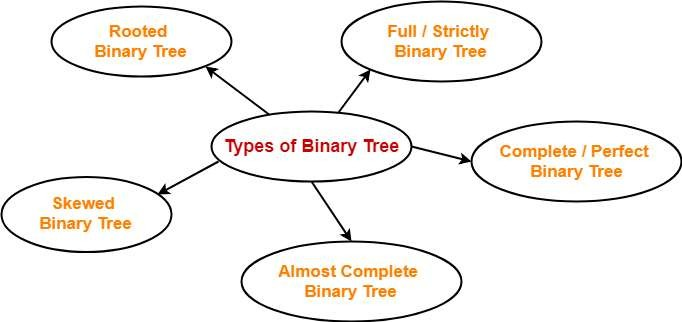 Rooted
Binary Tree
Full / Strictly
Binary Tree
Types of Binary Tree
Complete / Perfect
Binary Tree
Skewed
Binary Tree
Almost Complete
Binary Tree